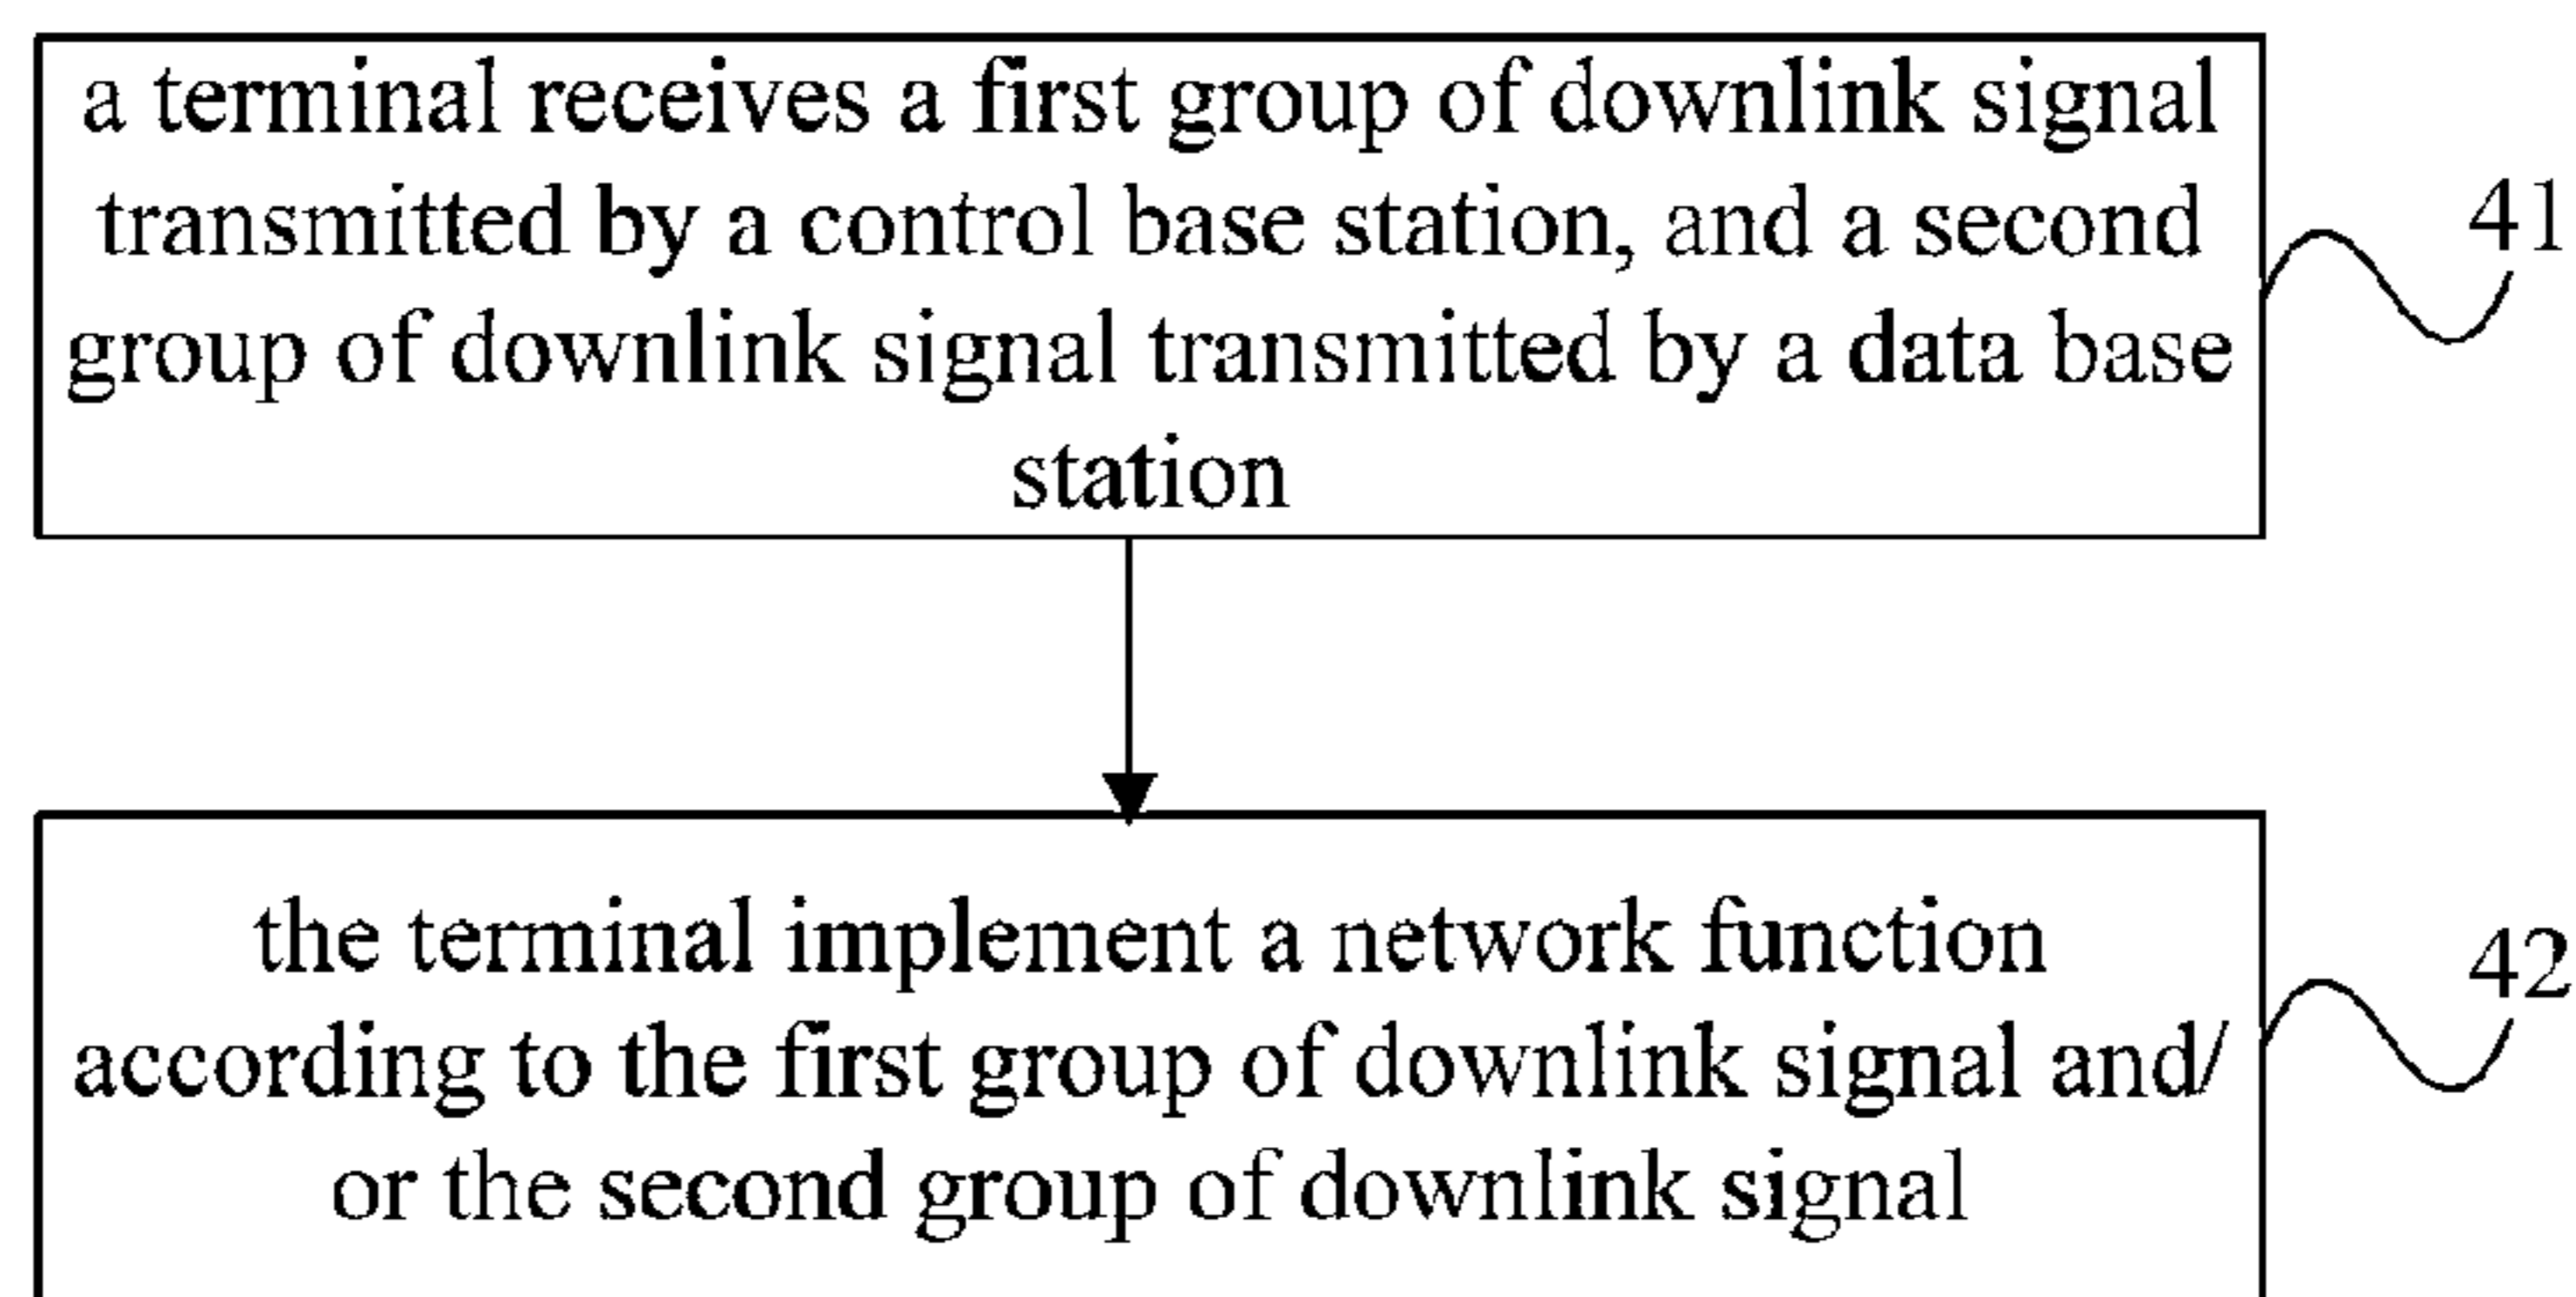 a terminal receives a first group of downlink signal
transmitted by a control base station, and a second
group of downlink signal transmitted by a data base
station
41
the terminal implement a network function
according to the first group of downlink signal and/
or the second group of downlink signal
42